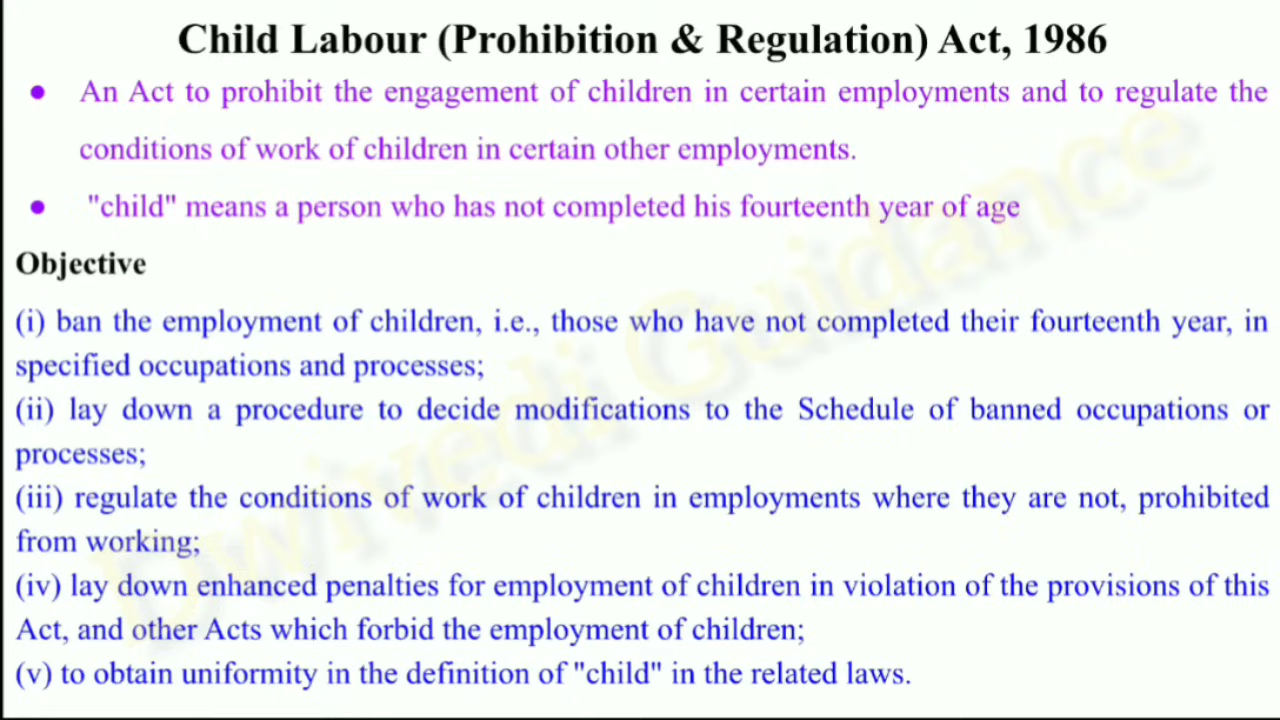 Child Labour (Prohibition & Regulation) Act, 1986
● An Act to prohibit the engagement of children in certain employments and to regulate the
conditions of work of children in certain other employments.
● "child" means a person who has not completed his fourteenth year of age
Objective
(i) ban the employment of children, i.e., those who have not completed their fourteenth year, in
specified occupations and processes;
(ii) lay down a procedure to decide modifications to the Schedule of banned occupations or
processes;
(iii) regulate the conditions of work of children in employments where they are not, prohibited
from working;
(iv) lay down enhanced penalties for employment of children in violation of the provisions of this
Act, and other Acts which forbid the employment of children;
(v) to obtain uniformity in the definition of "child" in the related laws.
Dwivedi Guidance